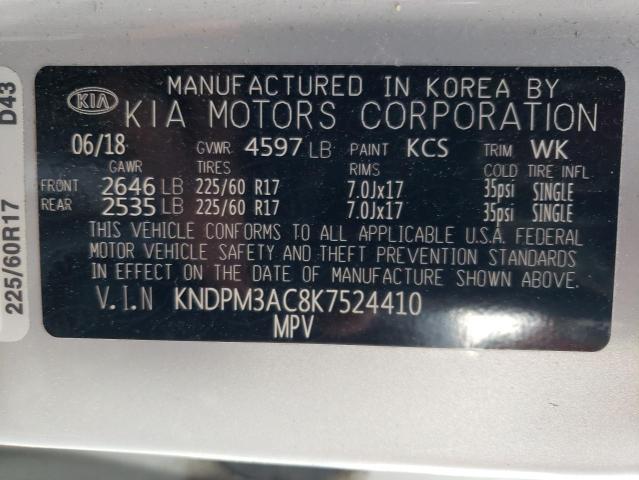 MANUFACTURED IN KOREA BY
KIA KIA MOTORS CORPORATION
06/18 GVWR 4597 LB PAINT KCS TRIM WK
GAWR TIRES RIMS COLD TIRE INFL
FRONT 2646 LB 225/60 R17 7.0Jx17 35psi SINGLE
REAR 2535 LB 225/60 R17 7.0Jx17 35psi SINGLE
THIS VEHICLE CONFORMS TO ALL APPLICABLE U.S.A. FEDERAL
MOTOR VEHICLE SAFETY AND THEFT PREVENTION STANDARDS
IN EFFECT ON THE DATE OF MANUFACTURE SHOWN ABOVE.
V.I.N KNDPM3AC8K7524410
MPV
225/60R17 D43